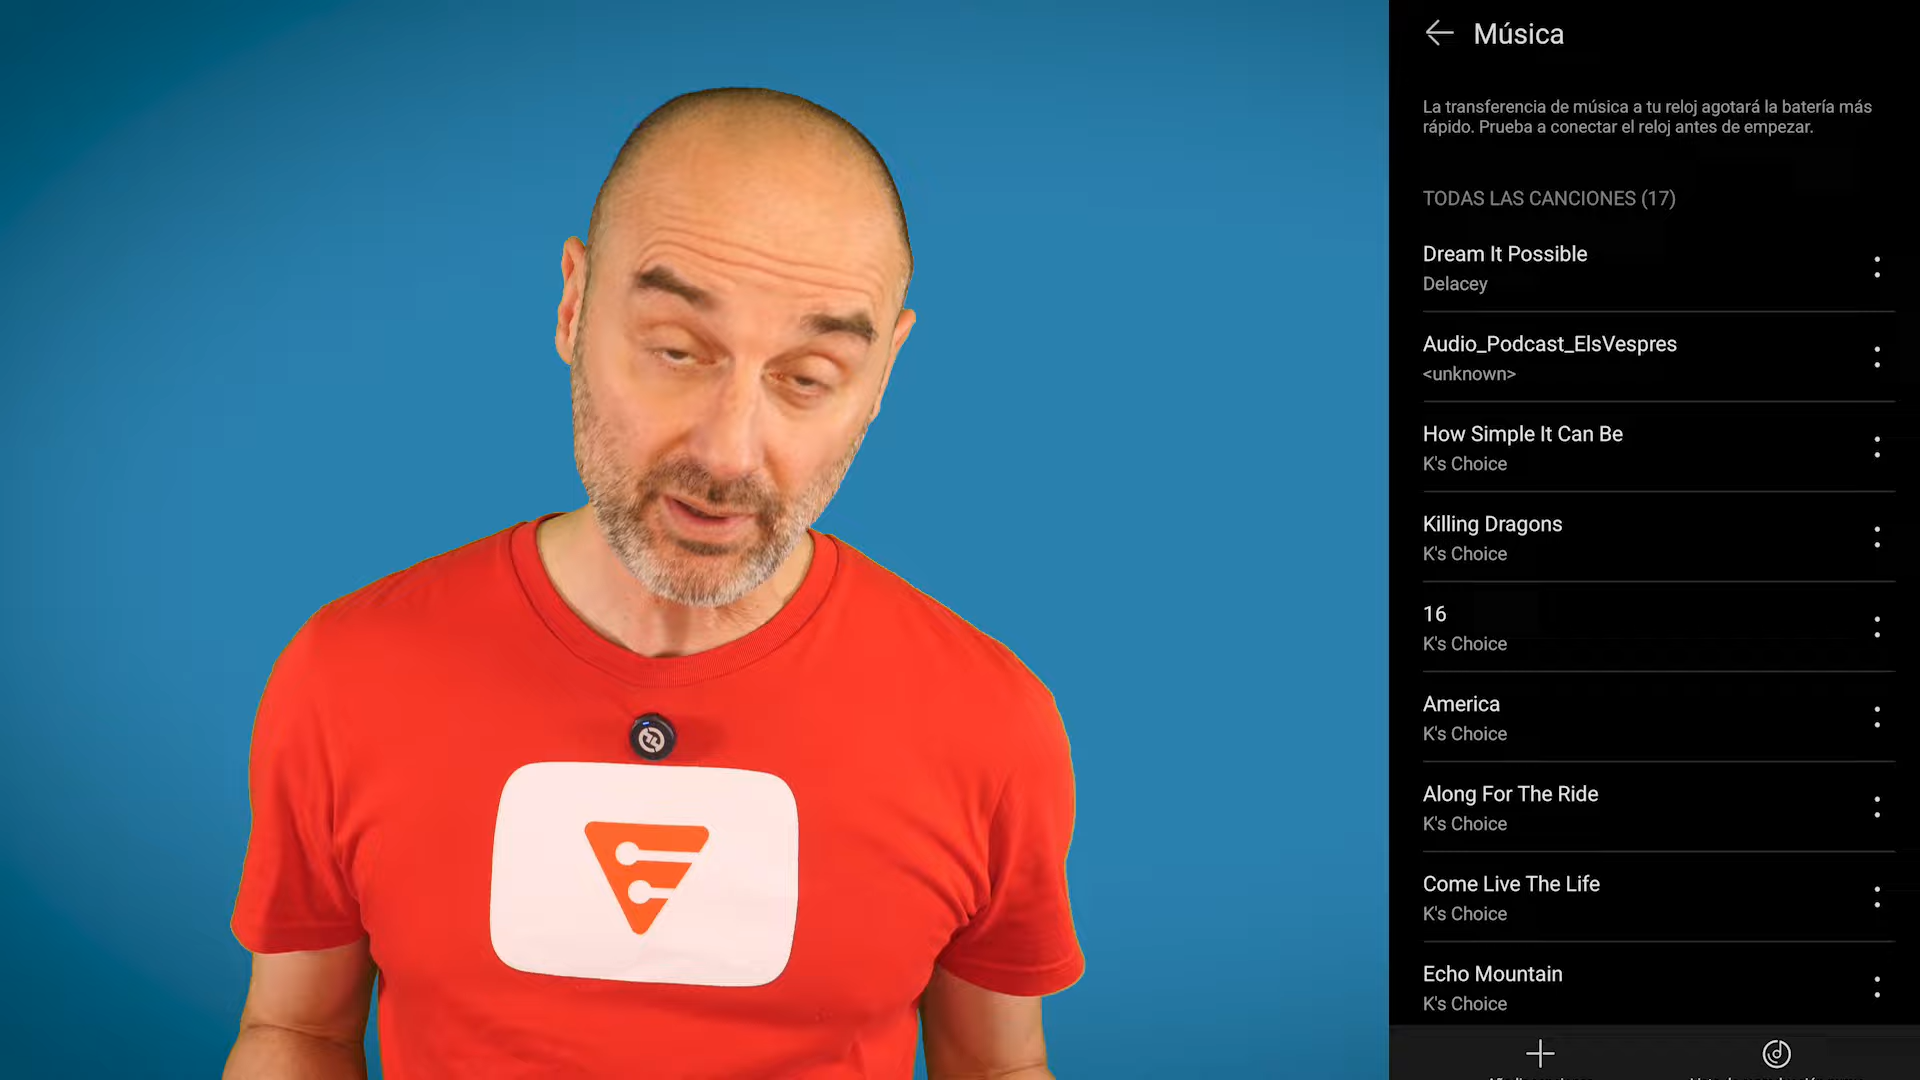 Música
La transferencia de música a tu reloj agotará la batería más
rápido. Prueba a conectar el reloj antes de empezar.
TODAS LAS CANCIONES (17)
Dream It Possible
Delacey
Audio_Podcast_ElsVespres
<unknown>
How Simple It Can Be
K's Choice
Killing Dragons
K's Choice
16
K's Choice
America
K's Choice
Along For The Ride
K's Choice
Come Live The Life
K's Choice
Echo Mountain
K's Choice